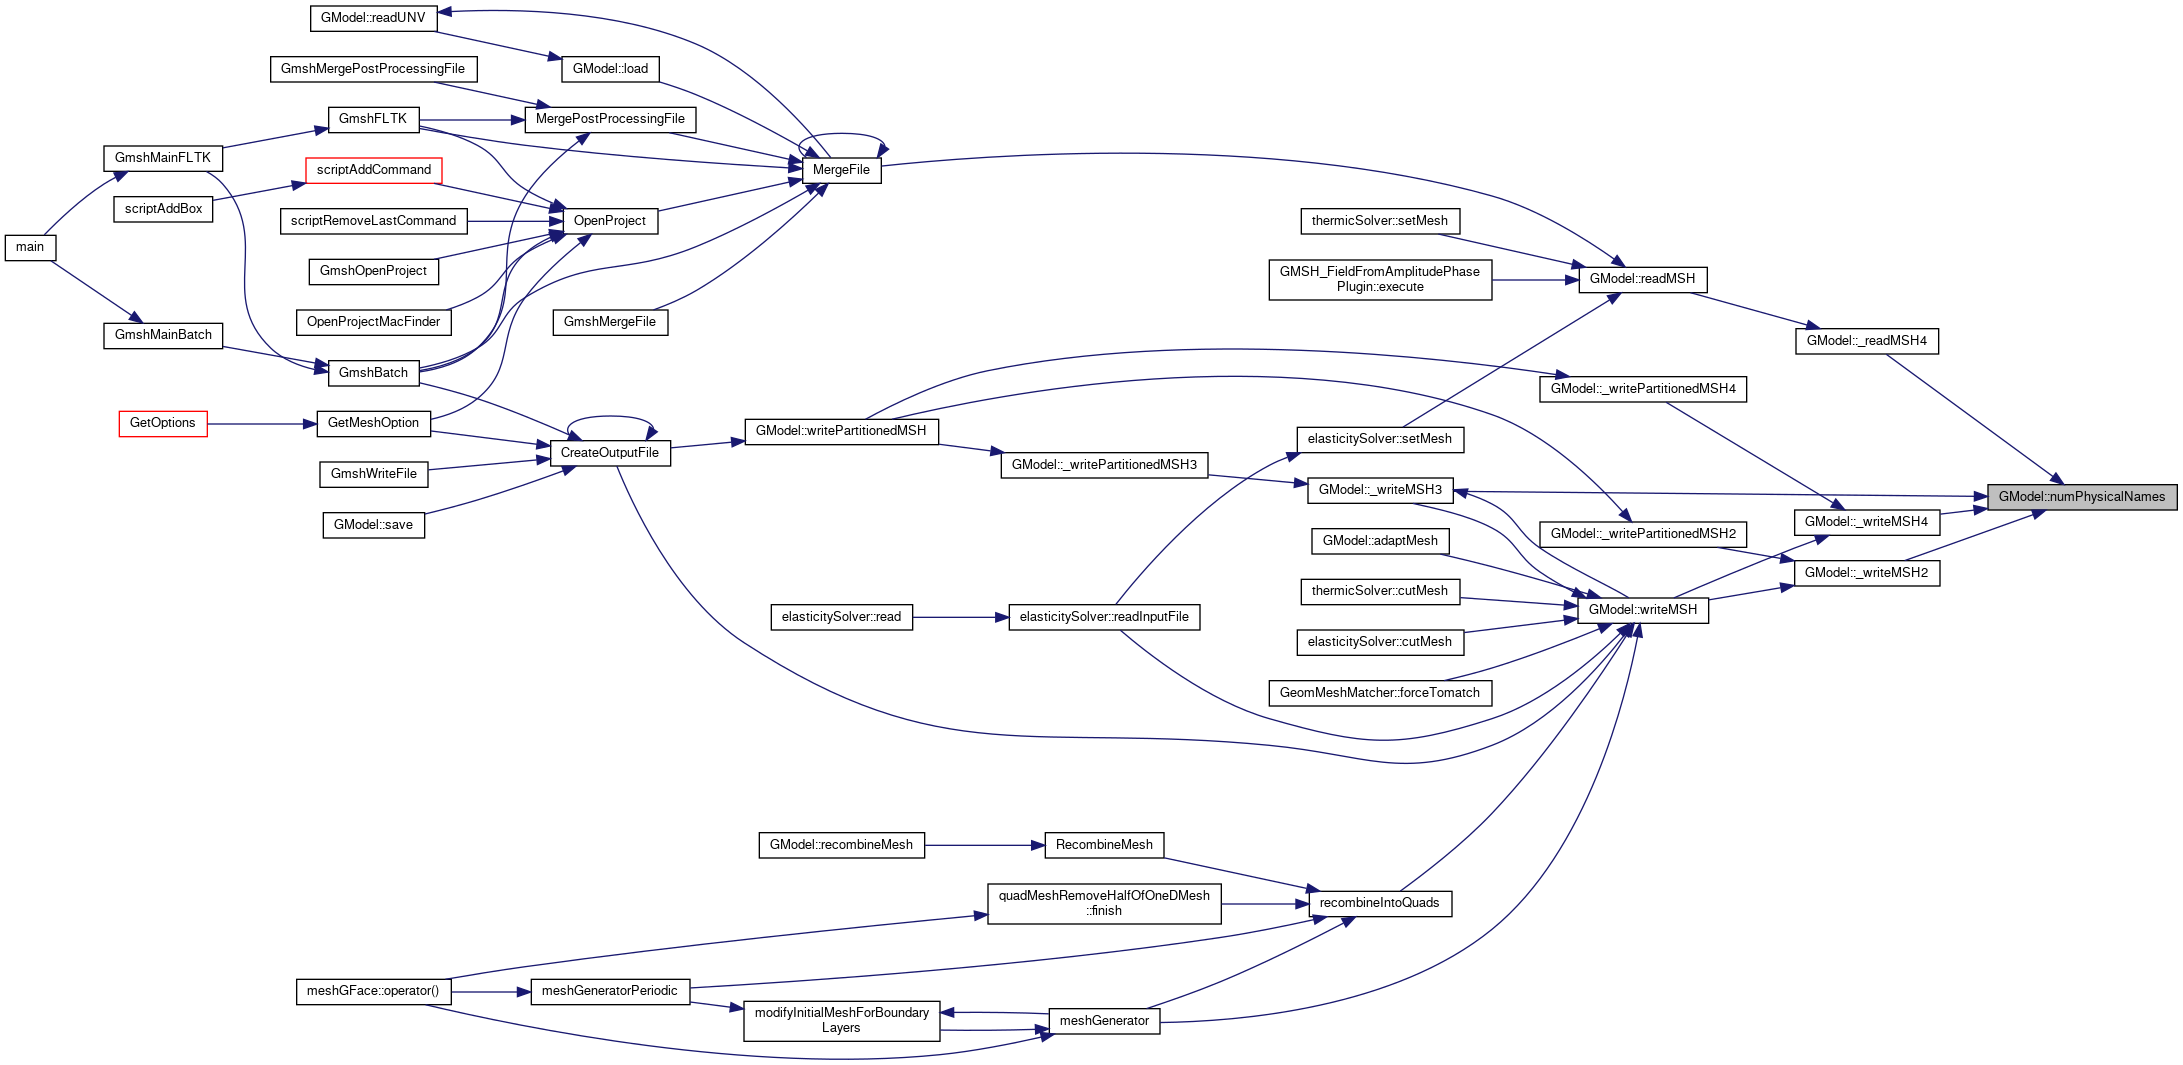 GModel::readUNV
GModel::load
GmshMergePostProcessingFile
GmshFLTK
MergePostProcessingFile
GmshMainFLTK
scriptAddCommand
MergeFile
scriptAddBox
scriptRemoveLastCommand
OpenProject
thermicSolver::setMesh
main
GmshOpenProject
GMSH_FieldFromAmplitudePhase
Plugin::execute
GModel::readMSH
OpenProjectMacFinder
GmshMergeFile
GmshMainBatch
GModel::_readMSH4
GmshBatch
GModel::_writePartitionedMSH4
GetOptions
GetMeshOption
GModel::writePartitionedMSH
elasticitySolver::setMesh
CreateOutputFile
GModel::_writePartitionedMSH3
GmshWriteFile
GModel::_writeMSH3
GModel::numPhysicalNames
GModel::save
GModel::_writeMSH4
GModel::adaptMesh
GModel::_writePartitionedMSH2
GModel::_writeMSH2
thermicSolver::cutMesh
GModel::writeMSH
elasticitySolver::read
elasticitySolver::readInputFile
elasticitySolver::cutMesh
GeomMeshMatcher::forceTomatch
GModel::recombineMesh
RecombineMesh
quadMeshRemoveHalfOfOneDMesh
::finish
recombineIntoQuads
meshGFace::operator()
meshGeneratorPeriodic
modifyInitialMeshForBoundary
Layers
meshGenerator